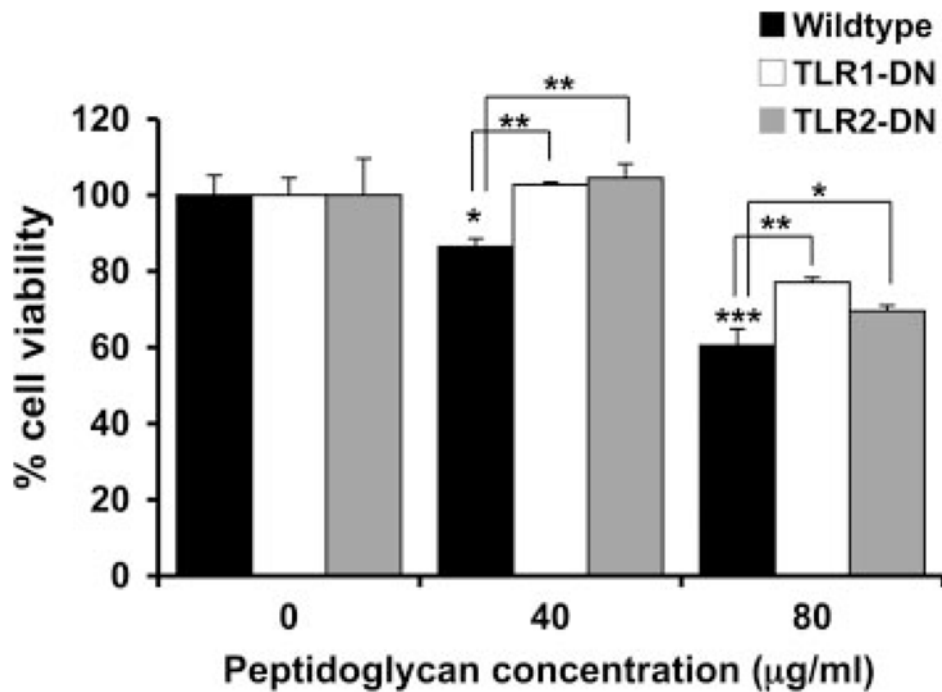 Wildtype
TLR1-DN
TLR2-DN
% cell viability
120
100
80
60
40
20
0
**
**
*
*
**
***
0 40 80
Peptidoglycan concentration (μg/ml)